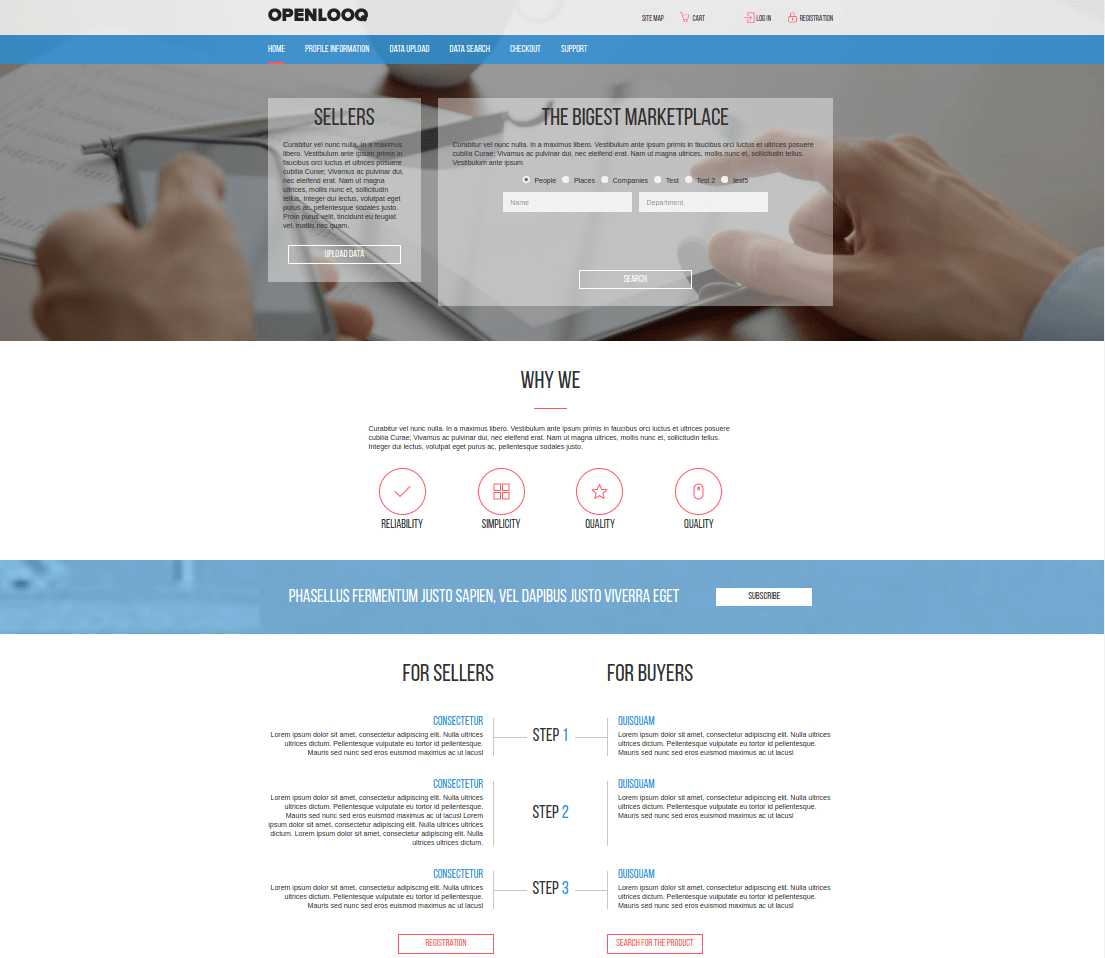 OPENLOOQ
SITE MAP
CART
LOG IN
REGISTRATION
HOME
PROFILE INFORMATION
DATA UPLOAD
DATA SEARCH
CHECKOUT
SUPPORT
SELLERS
Curabitur vel nunc nulla. In a maximus
libero. Vestibulum ante ipsum primis in
faucibus orci luctus et ultrices posuere
cubilia Curae; Vivamus ac pulvinar dui,
nec eleifend erat. Nam ut magna
ultrices, mollis nunc et, sollicitudin
tellus. Integer dui lectus, volutpat eget
purus ac, pellentesque sodales justo.
Proin purus velit, tincidunt eu feugiat
vel, mattis nec quam.
UPLOAD DATA
THE BIGEST MARKETPLACE
Curabitur vel nunc nulla. In a maximus libero. Vestibulum ante ipsum primis in faucibus orci luctus et ultrices posuere
cubilia Curae; Vivamus ac pulvinar dui, nec eleifend erat. Nam ut magna ultrices, mollis nunc et, sollicitudin tellus.
Vestibulum ante ipsum
People
Places
Companies
Test
Test 2
test5
Name
Department
SEARCH
WHY WE
Curabitur vel nunc nulla. In a maximus libero. Vestibulum ante ipsum primis in faucibus orci luctus et ultrices posuere
cubilia Curae; Vivamus ac pulvinar dui, nec eleifend erat. Nam ut magna ultrices, mollis nunc et, sollicitudin tellus.
Integer dui lectus, volutpat eget purus ac, pellentesque sodales justo.
RELIABILITY
SIMPLICITY
QUALITY
QUALITY
PHASELLUS FERMENTUM JUSTO SAPIEN, VEL DAPIBUS JUSTO VIVERRA EGET
SUBSCRIBE
FOR SELLERS
FOR BUYERS
CONSECTETUR
Lorem ipsum dolor sit amet, consectetur adipiscing elit. Nulla ultrices
ultrices dictum. Pellentesque vulputate eu tortor id pellentesque.
Mauris sed nunc sed eros euismod maximus ac ut lacusl
STEP 1
QUISQUAM
Lorem ipsum dolor sit amet, consectetur adipiscing elit. Nulla ultrices
ultrices dictum. Pellentesque vulputate eu tortor id pellentesque.
Mauris sed nunc sed eros euismod maximus ac ut lacusl
CONSECTETUR
Lorem ipsum dolor sit amet, consectetur adipiscing elit. Nulla ultrices
ultrices dictum. Pellentesque vulputate eu tortor id pellentesque.
Mauris sed nunc sed eros euismod maximus ac ut lacusl Lorem
ipsum dolor sit amet, consectetur adipiscing elit. Nulla ultrices ultrices
dictum. Lorem ipsum dolor sit amet, consectetur adipiscing elit. Nulla
ultrices ultrices dictum.
STEP 2
QUISQUAM
Lorem ipsum dolor sit amet, consectetur adipiscing elit. Nulla ultrices
ultrices dictum. Pellentesque vulputate eu tortor id pellentesque.
Mauris sed nunc sed eros euismod maximus ac ut lacusl
CONSECTETUR
Lorem ipsum dolor sit amet, consectetur adipiscing elit. Nulla ultrices
ultrices dictum. Pellentesque vulputate eu tortor id pellentesque.
Mauris sed nunc sed eros euismod maximus ac ut lacusl
STEP 3
QUISQUAM
Lorem ipsum dolor sit amet, consectetur adipiscing elit. Nulla ultrices
ultrices dictum. Pellentesque vulputate eu tortor id pellentesque.
Mauris sed nunc sed eros euismod maximus ac ut lacusl
REGISTRATION
SEARCH FOR THE PRODUCT